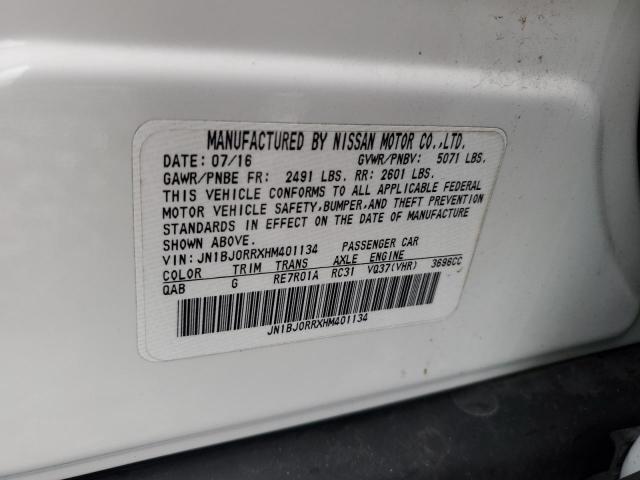 MANUFACTURED BY NISSAN MOTOR CO.,LTD.
DATE: 07/16 GVWR/PNBV: 5071 LBS.
GAWR/PNBE FR: 2491 LBS. RR: 2601 LBS.
THIS VEHICLE CONFORMS TO ALL APPLICABLE FEDERAL
MOTOR VEHICLE SAFETY, BUMPER, AND THEFT PREVENTION
STANDARDS IN EFFECT ON THE DATE OF MANUFACTURE
SHOWN ABOVE.
VIN: JN1BJ0RRXHM401134 PASSENGER CAR
COLOR TRIM TRANS AXLE ENGINE
QAB G RE7R01A RC31 VQ37(VHR) 3696CC
JN1BJ0RRXHM401134